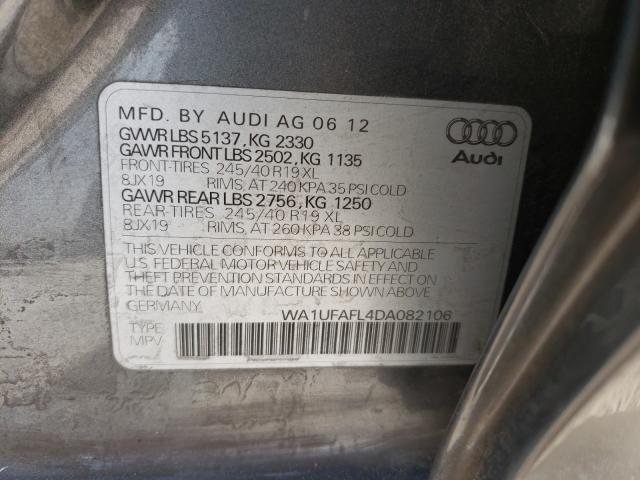 MFD. BY AUDI AG 06 12
GVWR LBS 5137, KG 2330
GAWR FRONT LBS 2502, KG 1135
FRONT-TIRES 245/40 R19 XL
8JX19 RIMS, AT 240 KPA 35 PSI COLD
GAWR REAR LBS 2756, KG 1250
REAR-TIRES 245/40 R19 XL
8JX19 RIMS, AT 260 KPA 38 PSI COLD
THIS VEHICLE CONFORMS TO ALL APPLICABLE
U.S. FEDERAL MOTOR VEHICLE SAFETY AND
THEFT PREVENTION STANDARDS IN EFFECT ON
THE DATE OF MANUFACTURE SHOWN ABOVE
GERMANY WA1UFAFL4DA082106
TYPE
MPV
Audi